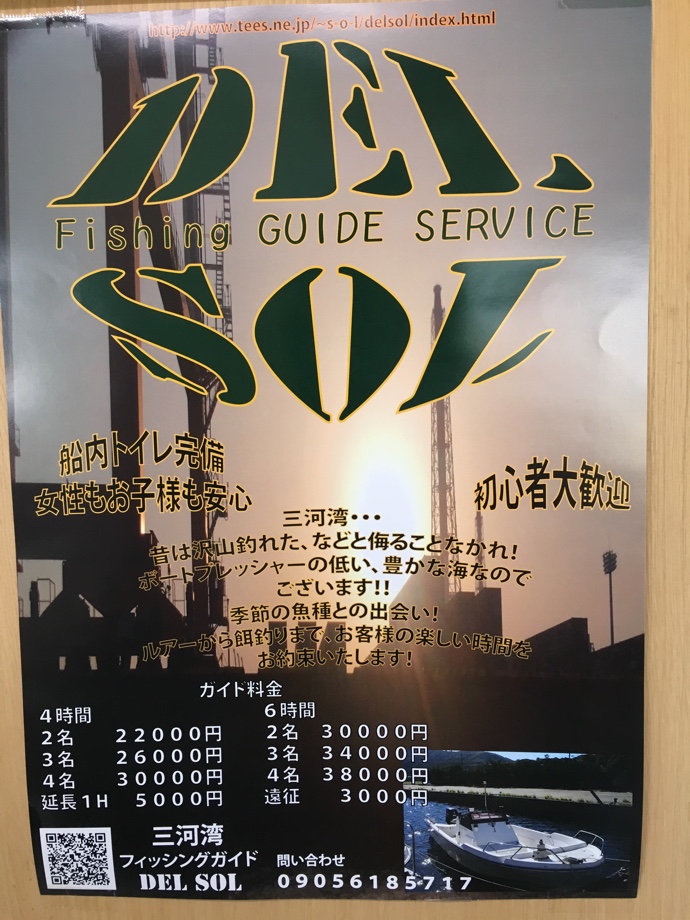 http://www.tees.ne.jp/~s-o-l/delsol/index.html
DEL
Fishing GUIDE SERVICE
SOL
船内トイレ完備
女性もお子様も安心
初心者大歓迎
三河湾・・・
昔は沢山釣れた、などと侮ることなかれ！
ボートプレッシャーの低い、豊かな海なので
ございます！！
季節の魚種との出会い！
ルアーから餌釣りまで、お客様の楽しい時間を
お約束いたします！
ガイド料金
４時間
２名 ２２０００円
３名 ２６０００円
４名 ３００００円
延長１Ｈ ５０００円
６時間
２名 ３００００円
３名 ３４０００円
４名 ３８０００円
遠征 ３０００円
三河湾
フィッシングガイド
DEL SOL
問い合わせ
０９０５６１８５７１７